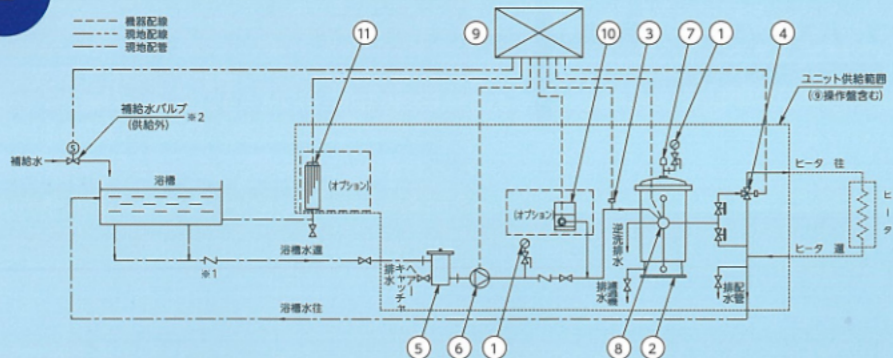 機器配線
現地配線
現地配管
補給水バルブ
(供給外)
※2
S
補給水
浴槽
11
(オプション)
9
10
(オプション)
3
7
1
4
ユニット供給範囲
(⑨操作盤含む)
ヒータ 往
ヒータ
ヒータ 還
浴槽水還
※1
浴槽水往
ヘアーキャッチャ
排水
逆洗排水
濾過機
排水
配管
排水
5
6
1
8
2